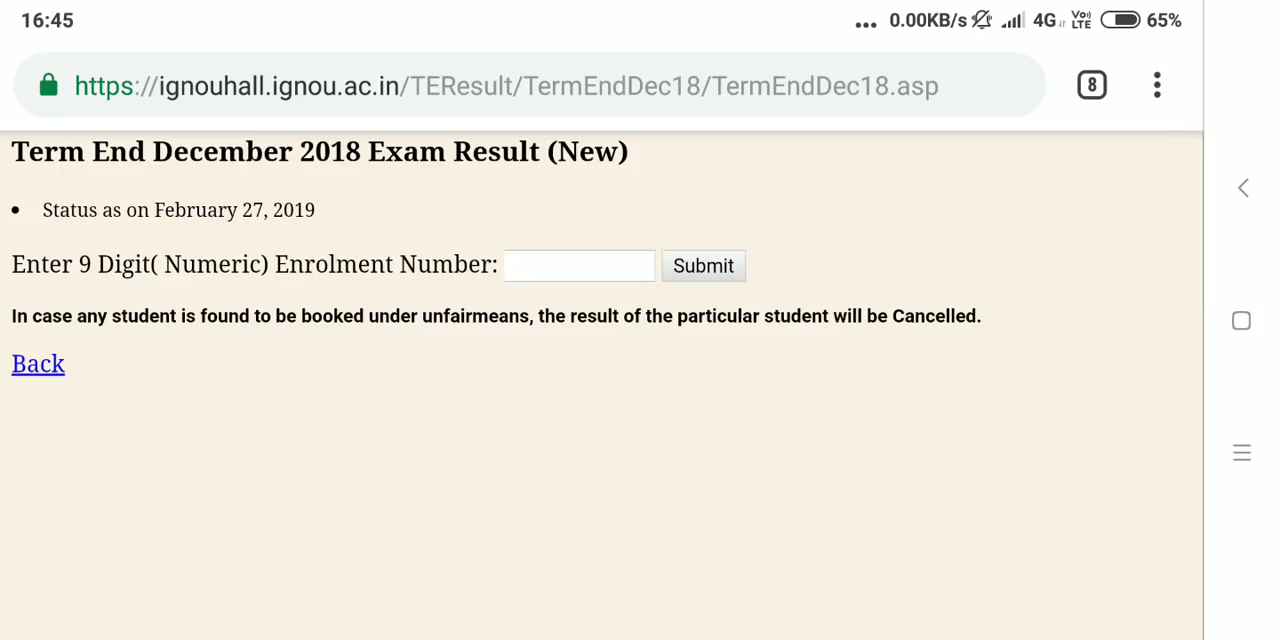 16:45
... 0.00KB/s 4G Vo) LTE 65%
https://ignouhall.ignou.ac.in/TEResult/TermEndDec18/TermEndDec18.asp
8
Term End December 2018 Exam Result (New)
• Status as on February 27, 2019
Enter 9 Digit( Numeric) Enrolment Number: Submit
In case any student is found to be booked under unfairmeans, the result of the particular student will be Cancelled.
Back